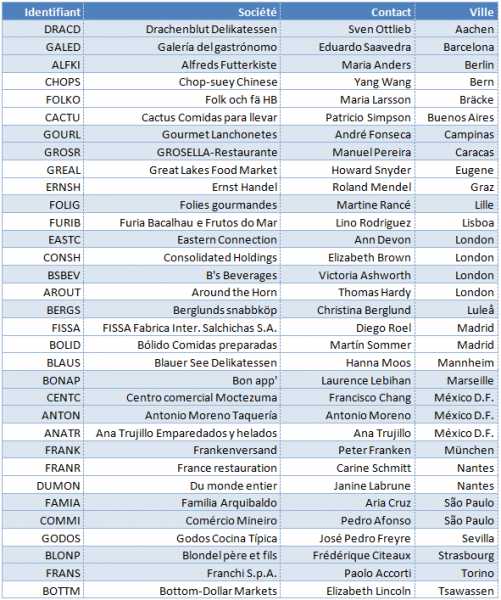 Identifiant Société Contact Ville
DRACD Drachenblut Delikatessen Sven Ottlieb Aachen
GALED Galería del gastrónomo Eduardo Saavedra Barcelona
ALFKI Alfreds Futterkiste Maria Anders Berlin
CHOPS Chop-suey Chinese Yang Wang Bern
FOLKO Folk och fä HB Maria Larsson Bräcke
CACTU Cactus Comidas para llevar Patricio Simpson Buenos Aires
GOURL Gourmet Lanchonetes André Fonseca Campinas
GROSR GROSELLA-Restaurante Manuel Pereira Caracas
GREAL Great Lakes Food Market Howard Snyder Eugene
ERNSH Ernst Handel Roland Mendel Graz
FOLIG Folies gourmandes Martine Rancé Lille
FURIB Furia Bacalhau e Frutos do Mar Lino Rodriguez Lisboa
EASTC Eastern Connection Ann Devon London
CONSH Consolidated Holdings Elizabeth Brown London
BSBEV B's Beverages Victoria Ashworth London
AROUT Around the Horn Thomas Hardy London
BERGS Berglunds snabbköp Christina Berglund Luleå
FISSA FISSA Fabrica Inter. Salchichas S.A. Diego Roel Madrid
BOLID Bólido Comidas preparadas Martín Sommer Madrid
BLAUS Blauer See Delikatessen Hanna Moos Mannheim
BONAP Bon app' Laurence Lebihan Marseille
CENTC Centro comercial Moctezuma Francisco Chang México D.F.
ANTON Antonio Moreno Taquería Antonio Moreno México D.F.
ANATR Ana Trujillo Emparedados y helados Ana Trujillo México D.F.
FRANK Frankenversand Peter Franken München
FRANR France restauration Carine Schmitt Nantes
DUMON Du monde entier Janine Labrune Nantes
FAMIA Familia Arquibaldo Aria Cruz São Paulo
COMMI Comércio Mineiro Pedro Afonso São Paulo
GODOS Godos Cocina Típica José Pedro Freyre Sevilla
BLONP Blondel père et fils Frédérique Citeaux Strasbourg
FRANS Franchi S.p.A. Paolo Accorti Torino
BOTTM Bottom-Dollar Markets Elizabeth Lincoln Tsawassen